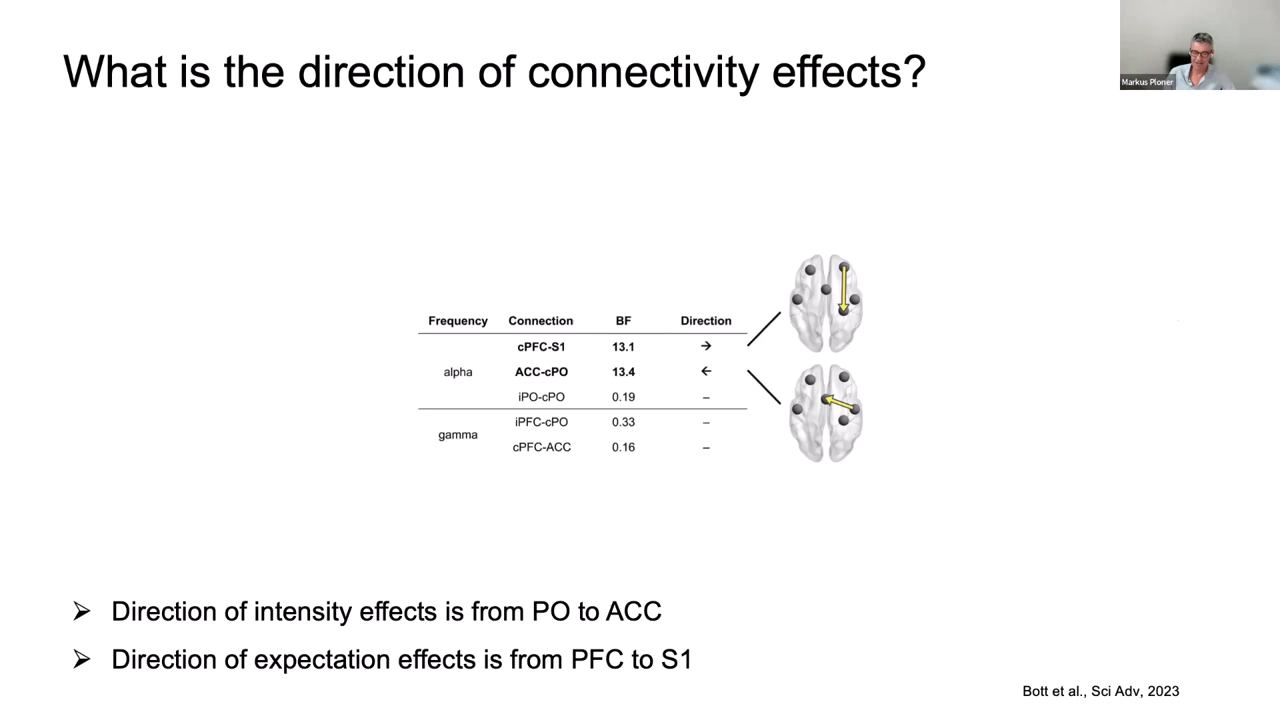 What is the direction of connectivity effects?
Markus Ploner
Frequency Connection BF Direction
cPFC-S1 13.1 →
alpha ACC-cPO 13.4 ←
iPO-cPO 0.19 –
iPFC-cPO 0.33 –
gamma
cPFC-ACC 0.16 –
➢ Direction of intensity effects is from PO to ACC
➢ Direction of expectation effects is from PFC to S1
Bott et al., Sci Adv, 2023